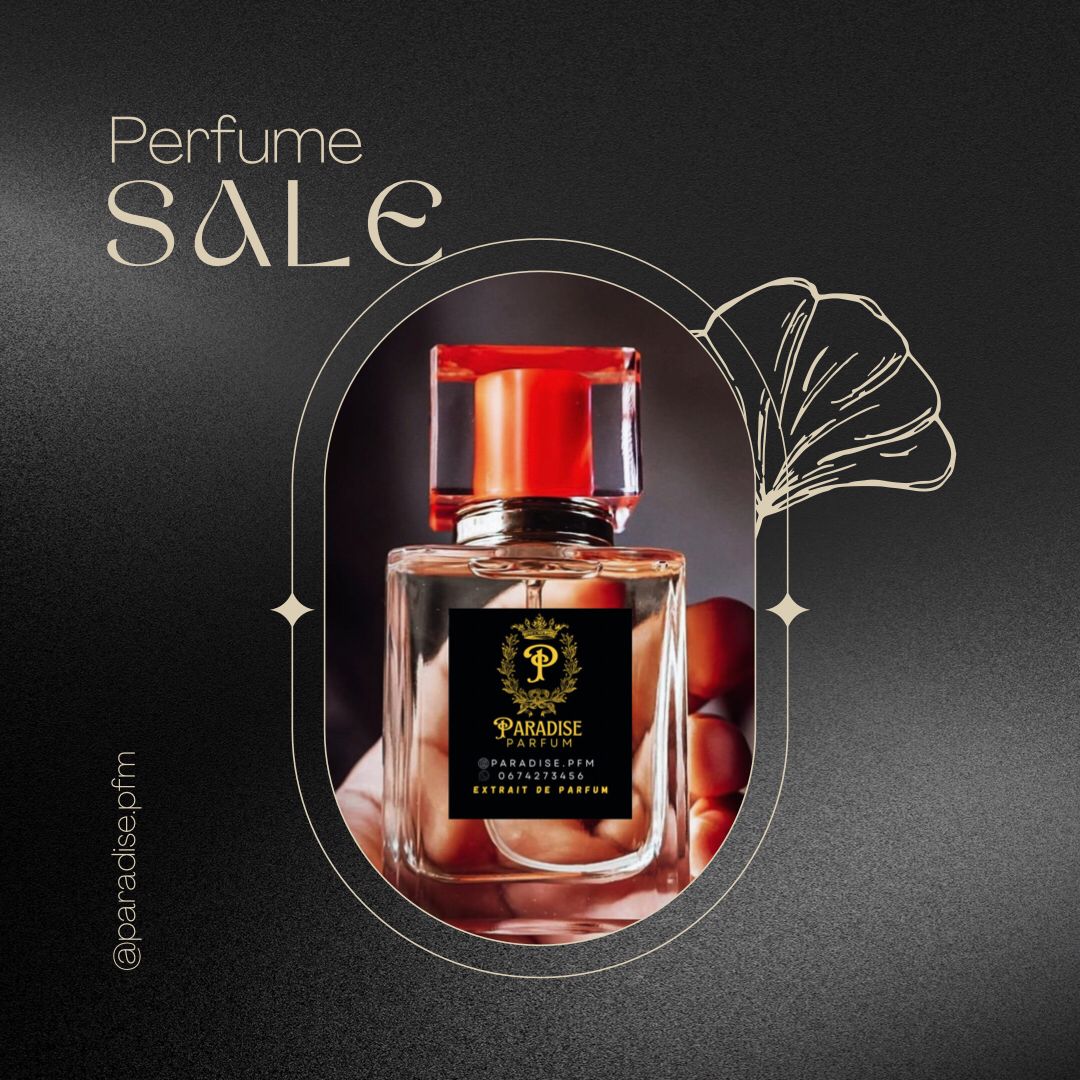 Perfume
SALE
P
PARADISE
PARFUM
@PARADISE.PFM
0674273456
EXTRAIT DE PARFUM
@paradise.pfm